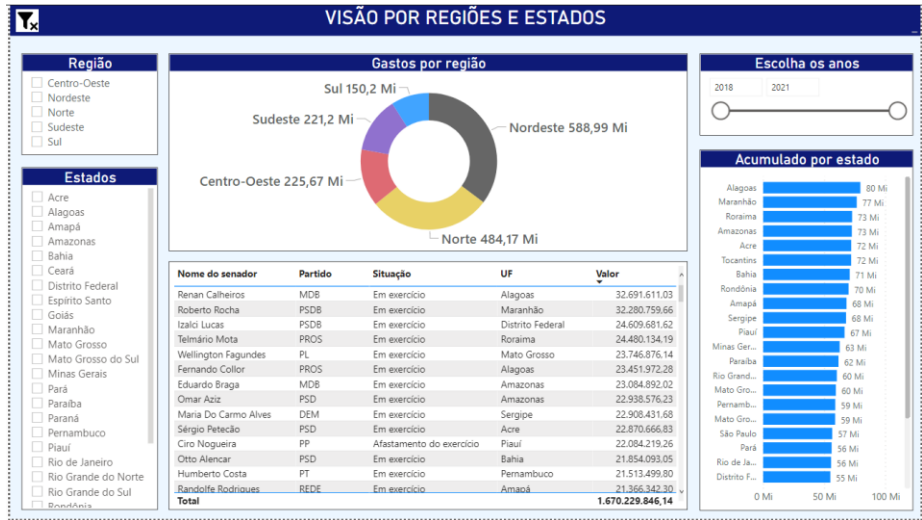 VISÃO POR REGIÕES E ESTADOS
Região
Centro-Oeste
Nordeste
Norte
Sudeste
Sul
Estados
Acre
Alagoas
Amapá
Amazonas
Bahia
Ceará
Distrito Federal
Espírito Santo
Goiás
Maranhão
Mato Grosso
Mato Grosso do Sul
Minas Gerais
Pará
Paraíba
Paraná
Pernambuco
Piauí
Rio de Janeiro
Rio Grande do Norte
Rio Grande do Sul
Rondônia
Gastos por região
Sul 150,2 Mi
Sudeste 221,2 Mi
Nordeste 588,99 Mi
Centro-Oeste 225,67 Mi
Norte 484,17 Mi
Nome do senador Partido Situação UF Valor
Renan Calheiros MDB Em exercício Alagoas 32.691.611,03
Roberto Rocha PSDB Em exercício Maranhão 32.280.759,66
Izalci Lucas PSDB Em exercício Distrito Federal 24.609.681,62
Telmário Mota PROS Em exercício Roraima 24.480.134,19
Wellington Fagundes PL Em exercício Mato Grosso 23.746.876,14
Fernando Collor PROS Em exercício Alagoas 23.451.972,28
Eduardo Braga MDB Em exercício Amazonas 23.084.892,02
Omar Aziz PSD Em exercício Amazonas 22.938.576,23
Maria Do Carmo Alves DEM Em exercício Sergipe 22.908.431,68
Sérgio Petecão PSD Em exercício Acre 22.870.666,83
Ciro Nogueira PP Afastamento do exercício Piauí 22.084.219,26
Otto Alencar PSD Em exercício Bahia 21.854.093,05
Humberto Costa PT Em exercício Pernambuco 21.513.499,80
Randolfe Rodrigues REDE Em exercício Amapá 21.366.342,30
Total 1.670.229.846,14
Escolha os anos
2018 2021
Acumulado por estado
Alagoas 80 Mi
Maranhão 77 Mi
Roraima 73 Mi
Amazonas 73 Mi
Acre 72 Mi
Tocantins 72 Mi
Bahia 71 Mi
Rondônia 70 Mi
Amapá 68 Mi
Sergipe 68 Mi
Piauí 67 Mi
Minas Ger... 63 Mi
Paraíba 62 Mi
Rio Grand... 60 Mi
Mato Gro... 60 Mi
Pernamb... 59 Mi
Mato Gro... 59 Mi
São Paulo 57 Mi
Pará 56 Mi
Rio de Ja... 56 Mi
Distrito F... 55 Mi
0 Mi 50 Mi 100 Mi